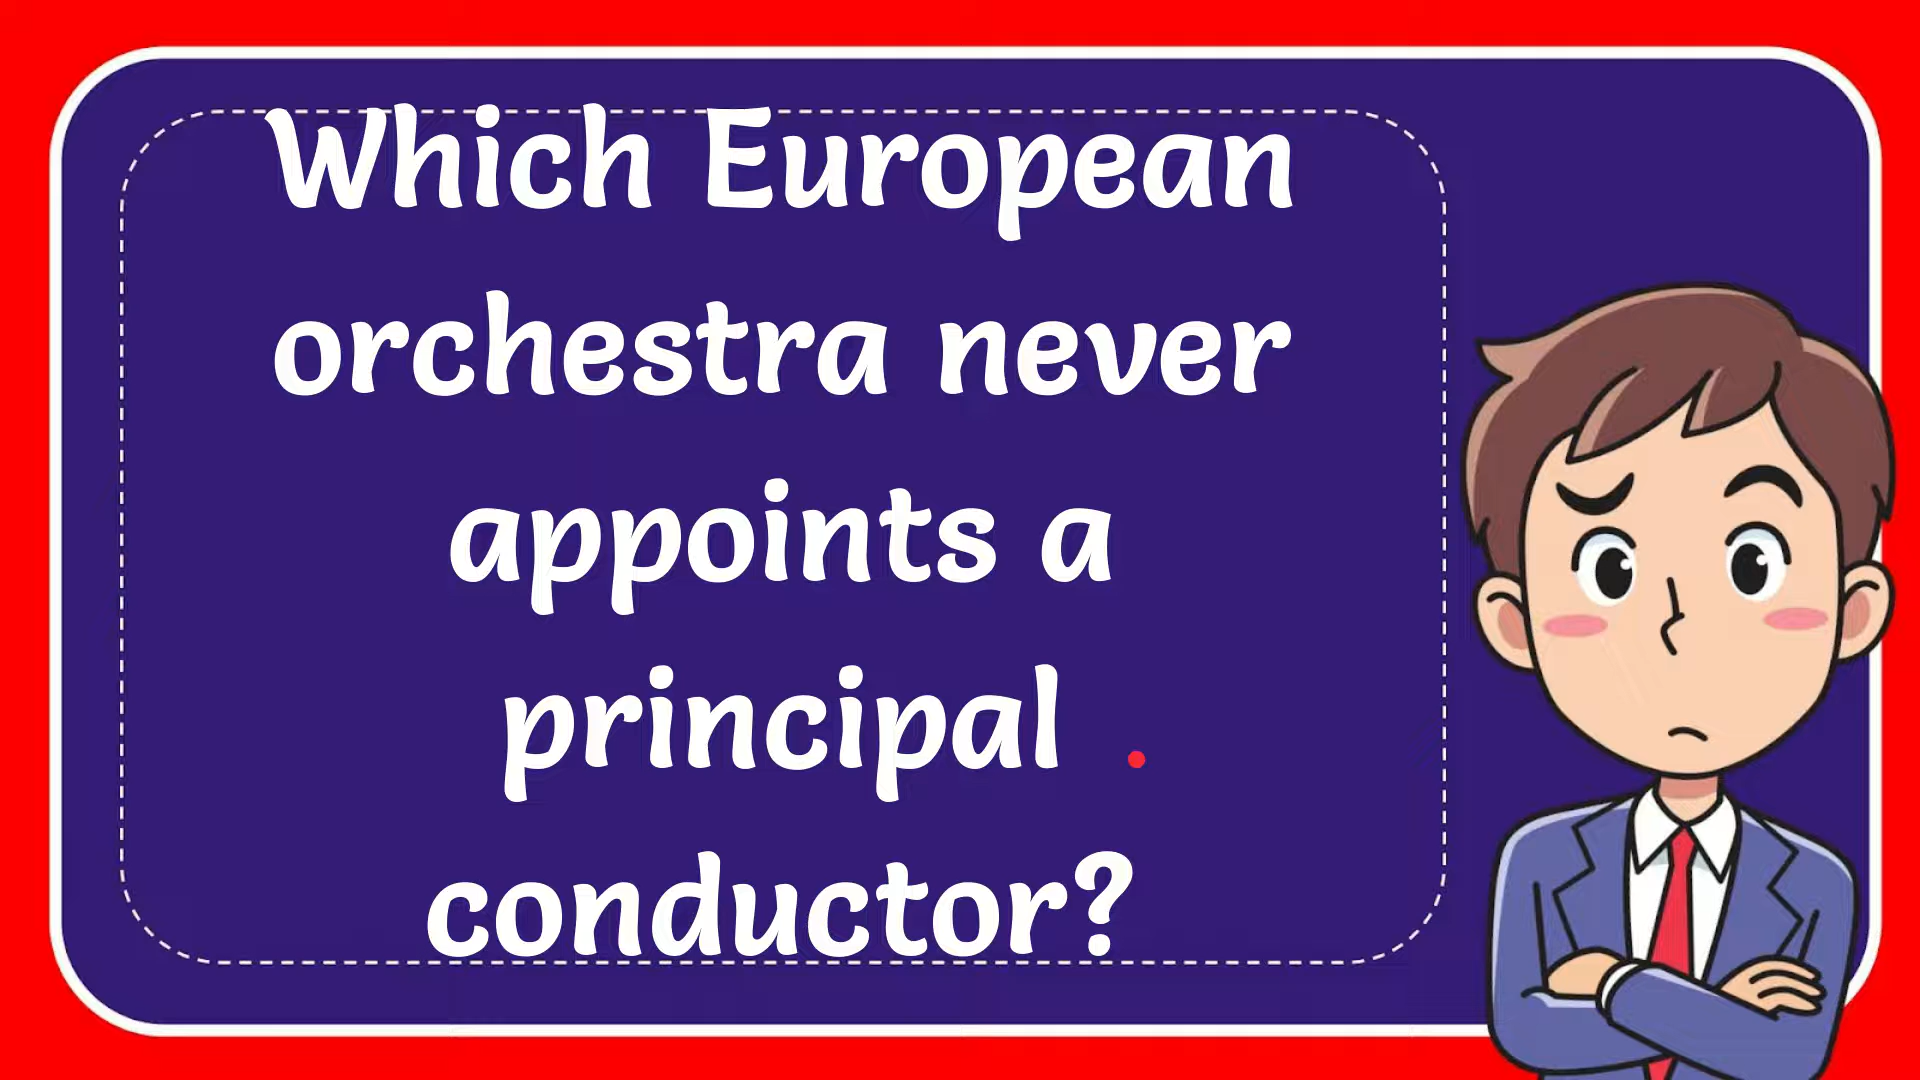 Which European
orchestra never
appoints a
principal .
conductor?